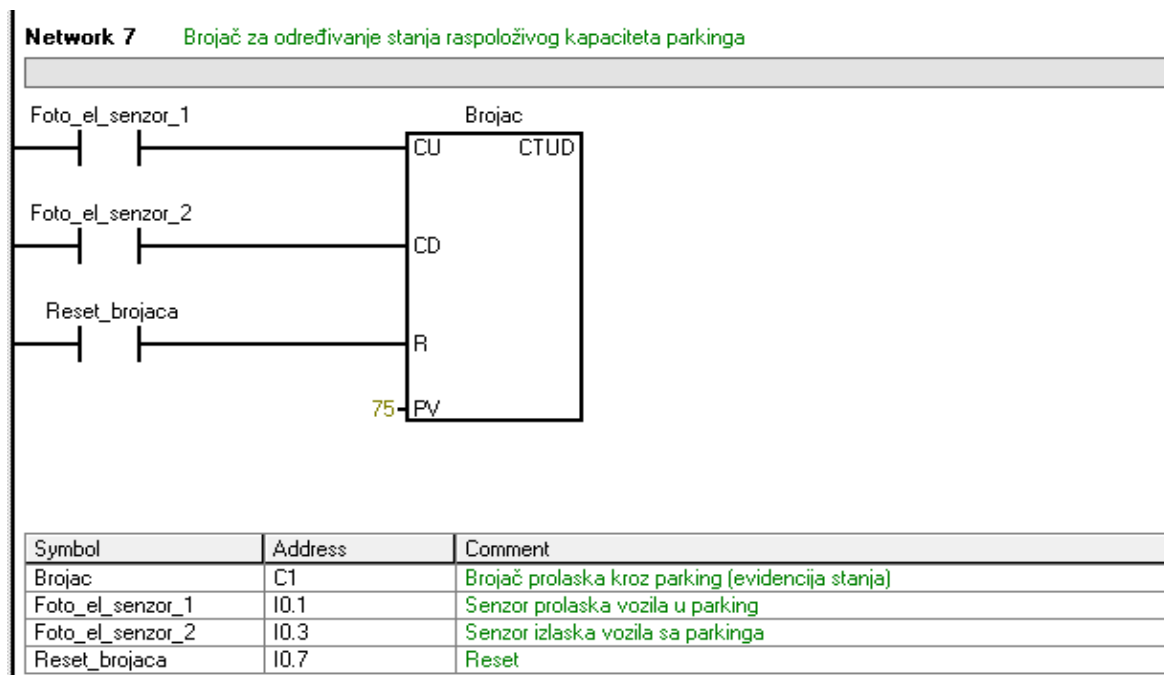 Network 7 Brojač za određivanje stanja raspoloživog kapaciteta parkinga
Foto_el_senzor_1
Brojac
CU CTUD
Foto_el_senzor_2
CD
Reset_brojaca
R
75 PV
Symbol Address Comment
Brojac C1 Brojač prolaska kroz parking (evidencija stanja)
Foto_el_senzor_1 I0.1 Senzor prolaska vozila u parking
Foto_el_senzor_2 I0.3 Senzor izlaska vozila sa parkinga
Reset_brojaca I0.7 Reset